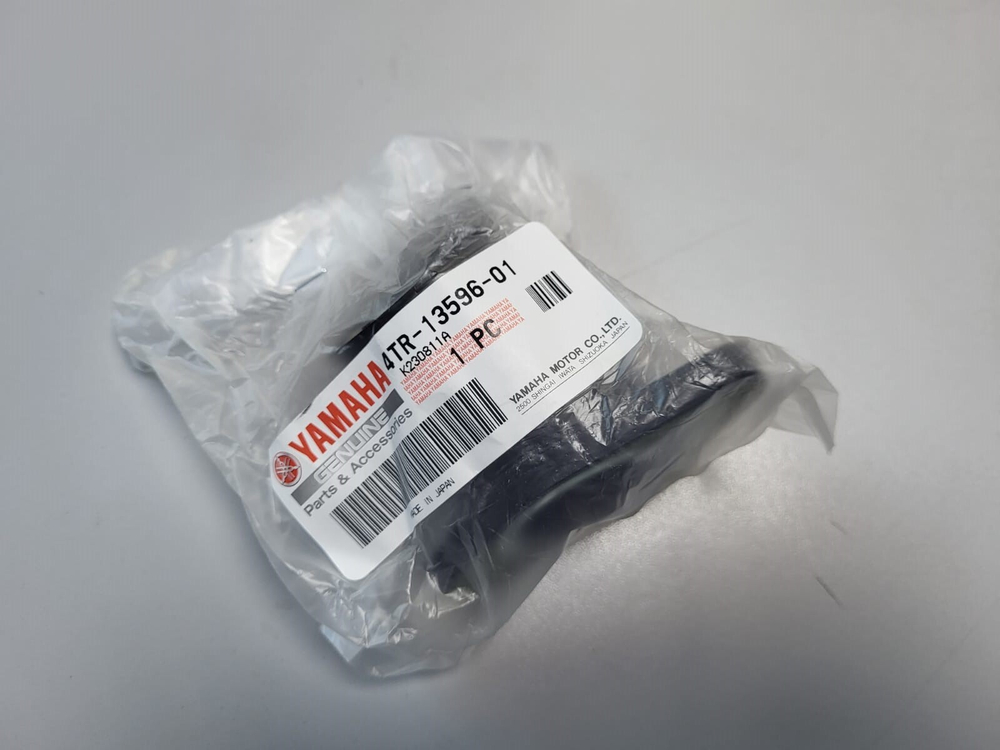 4TR-13596-01
K230811A
1 PC
YAMAHA
GENUINE
Parts & Accessories
YAMAHA MOTOR CO., LTD.
2500 SHINGAI IWATA SHIZUOKA JAPAN
IN JAPAN